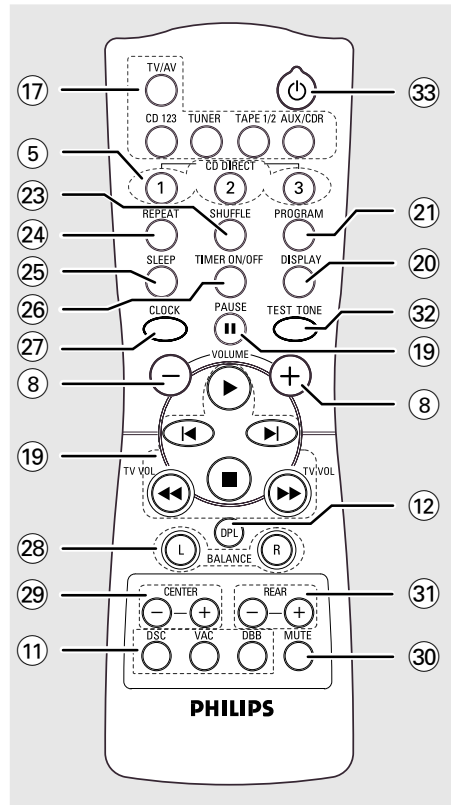 TV/AV
17
33
CD 123 TUNER TAPE 1/2 AUX/CDR
5
CD DIRECT
1 2 3
23
REPEAT SHUFFLE PROGRAM
21
24
SLEEP TIMER ON/OFF DISPLAY
20
25
26
CLOCK PAUSE TEST TONE
32
27
19
VOLUME
8
8
19
TV VOL TV VOL
12
DPL
28
L BALANCE R
29
CENTER REAR
31
11
DSC VAC DBB MUTE
30
PHILIPS